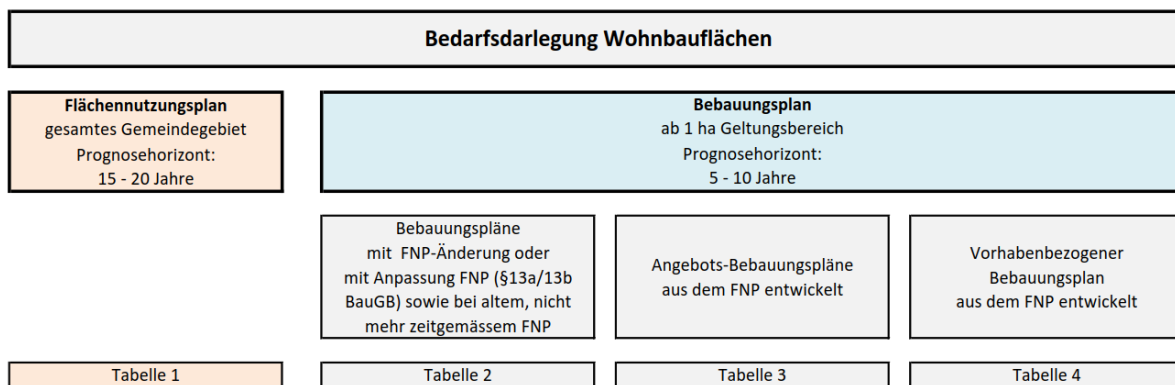 Bedarfsdarlegung Wohnbauflächen
Flächennutzungsplan
gesamtes Gemeindegebiet
Prognosehorizont:
15 - 20 Jahre
Bebauungsplan
ab 1 ha Geltungsbereich
Prognosehorizont:
5 - 10 Jahre
Bebauungspläne
mit FNP-Änderung oder
mit Anpassung FNP (§13a/13b
BauGB) sowie bei altem, nicht
mehr zeitgemässem FNP
Angebots-Bebauungspläne
aus dem FNP entwickelt
Vorhabenbezogener
Bebauungsplan
aus dem FNP entwickelt
Tabelle 1
Tabelle 2
Tabelle 3
Tabelle 4